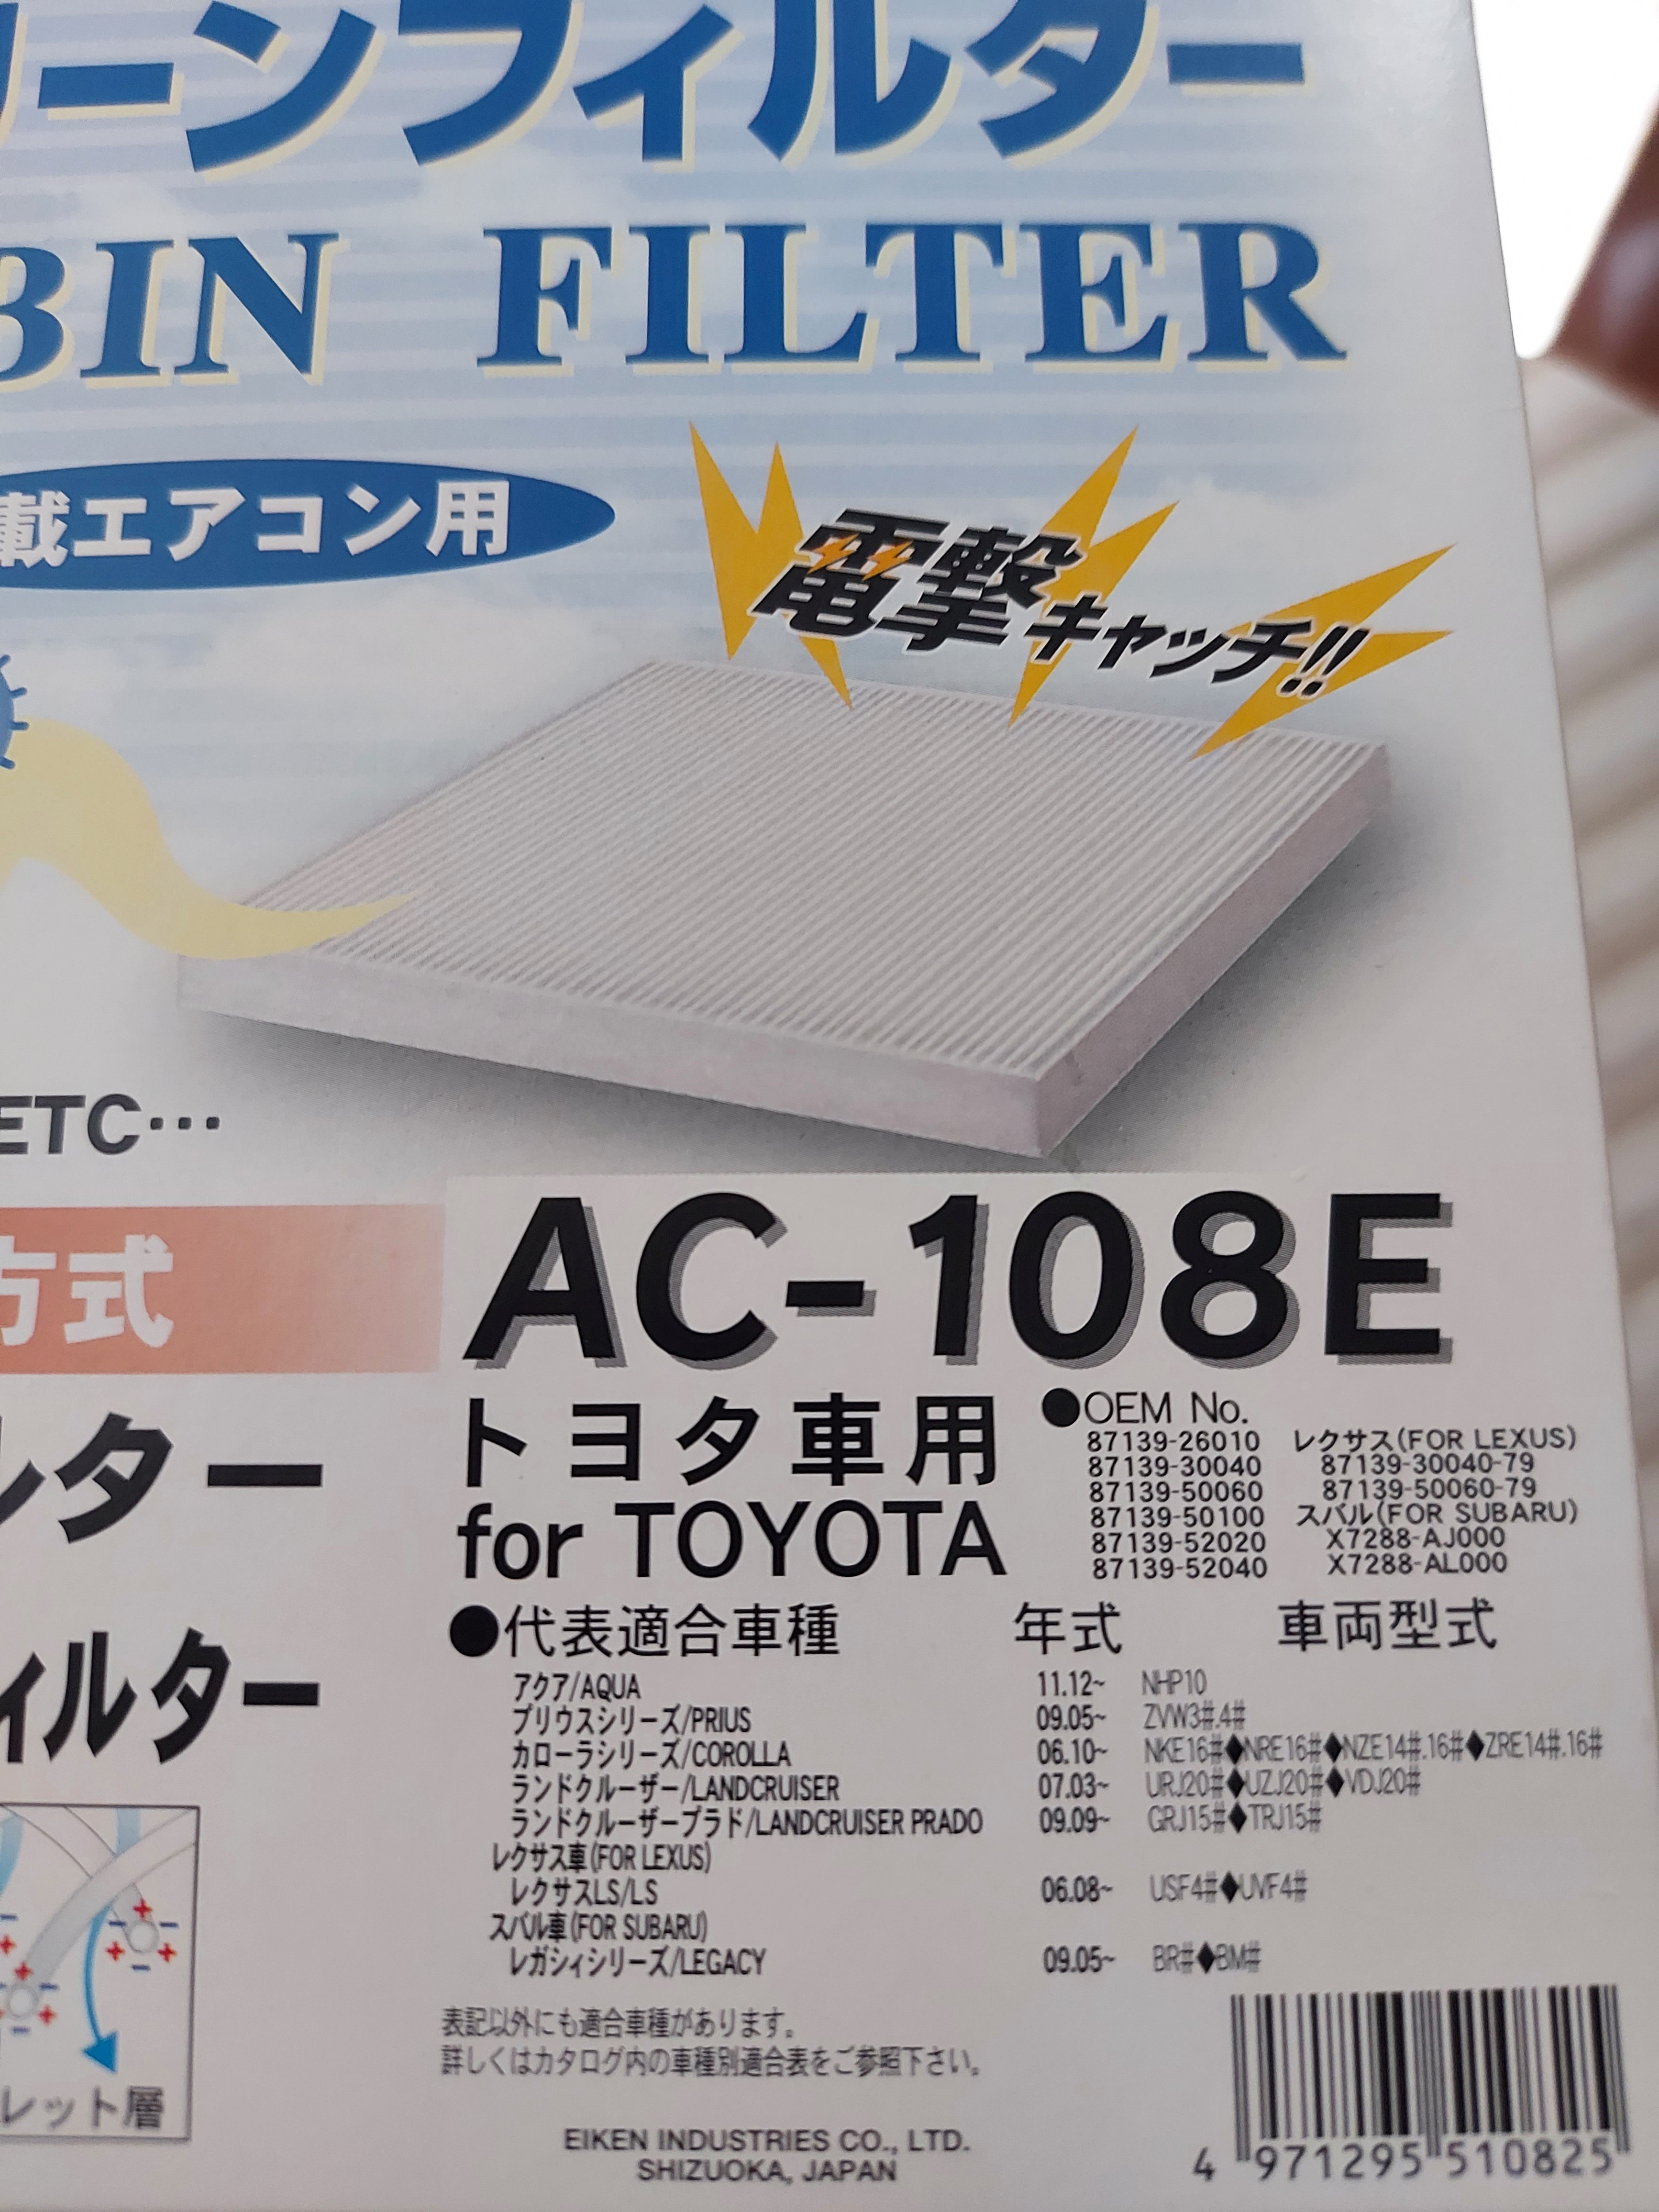 ーンフィルター
BIN FILTER
載エアコン用
電撃キャッチ!!
ETC…
方式
AC-108E
ルター
トヨタ車用
for TOYOTA
●OEM No.
87139-26010 レクサス(FOR LEXUS)
87139-30040 87139-30040-79
87139-50060 87139-50060-79
87139-50100 スバル(FOR SUBARU)
87139-52020 X7288-AJ000
87139-52040 X7288-AL000
ィルター
●代表適合車種 年式 車両型式
アクア/AQUA 11.12~ NHP10
プリウスシリーズ/PRIUS 09.05~ ZVW3#.4#
カローラシリーズ/COROLLA 06.10~ NKE16#◆NRE16#◆NZE14#.16#◆ZRE14#.16#
ランドクルーザー/LANDCRUISER 07.03~ URJ20#◆UZJ20#◆VDJ20#
ランドクルーザープラド/LANDCRUISER PRADO 09.09~ GRJ15#◆TRJ15#
レクサス車(FOR LEXUS)
レクサスLS/LS 06.08~ USF4#◆UVF4#
スバル車(FOR SUBARU)
レガシィシリーズ/LEGACY 09.05~ BR#◆BM#
表記以外にも適合車種があります。
詳しくはカタログ内の車種別適合表をご参照下さい。
レット層
EIKEN INDUSTRIES CO., LTD.
SHIZUOKA, JAPAN
4 971295 510825